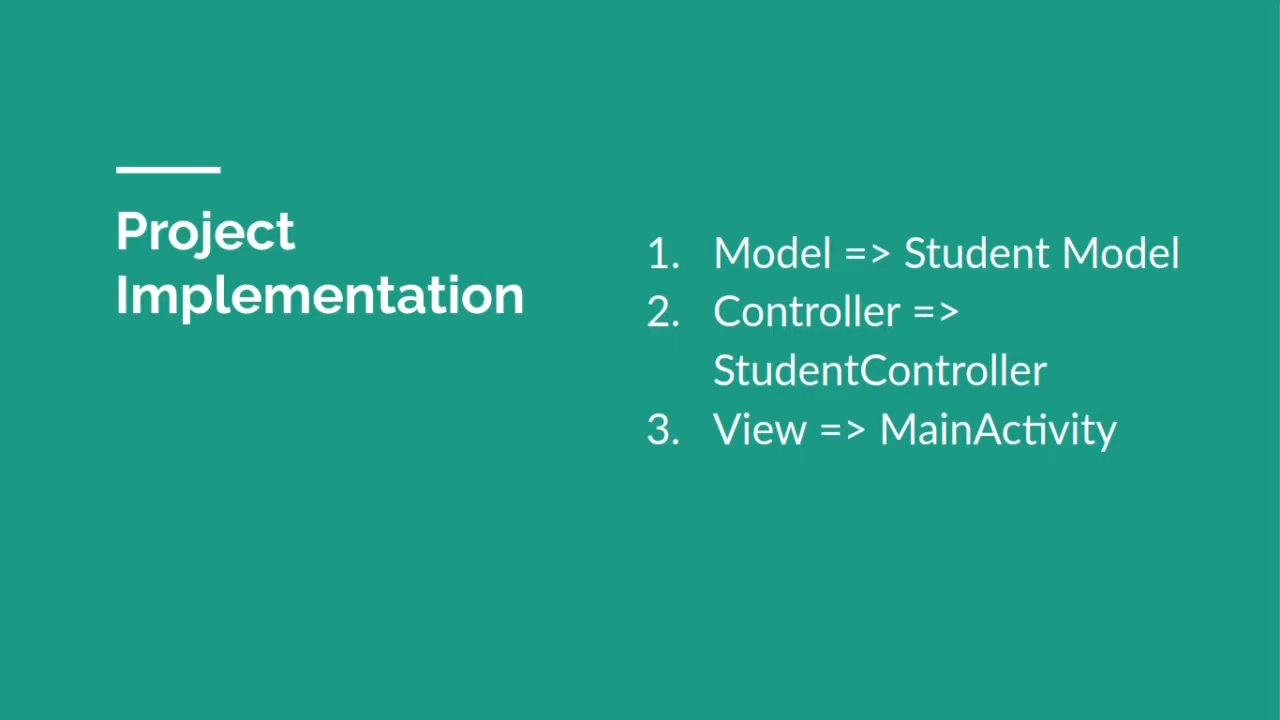 Project
Implementation
1. Model => Student Model
2. Controller =>
StudentController
3. View => MainActivity